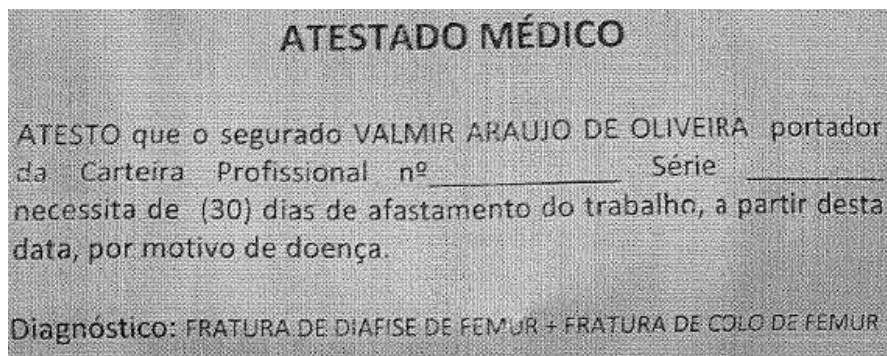 ATESTADO MÉDICO
ATESTO que o segurado VALMIR ARAUJO DE OLIVEIRA portador
da Carteira Profissional nº______________ Série __________
necessita de (30) dias de afastamento do trabalho, a partir desta
data, por motivo de doença.
Diagnóstico: FRATURA DE DIAFISE DE FEMUR + FRATURA DE COLO DE FEMUR